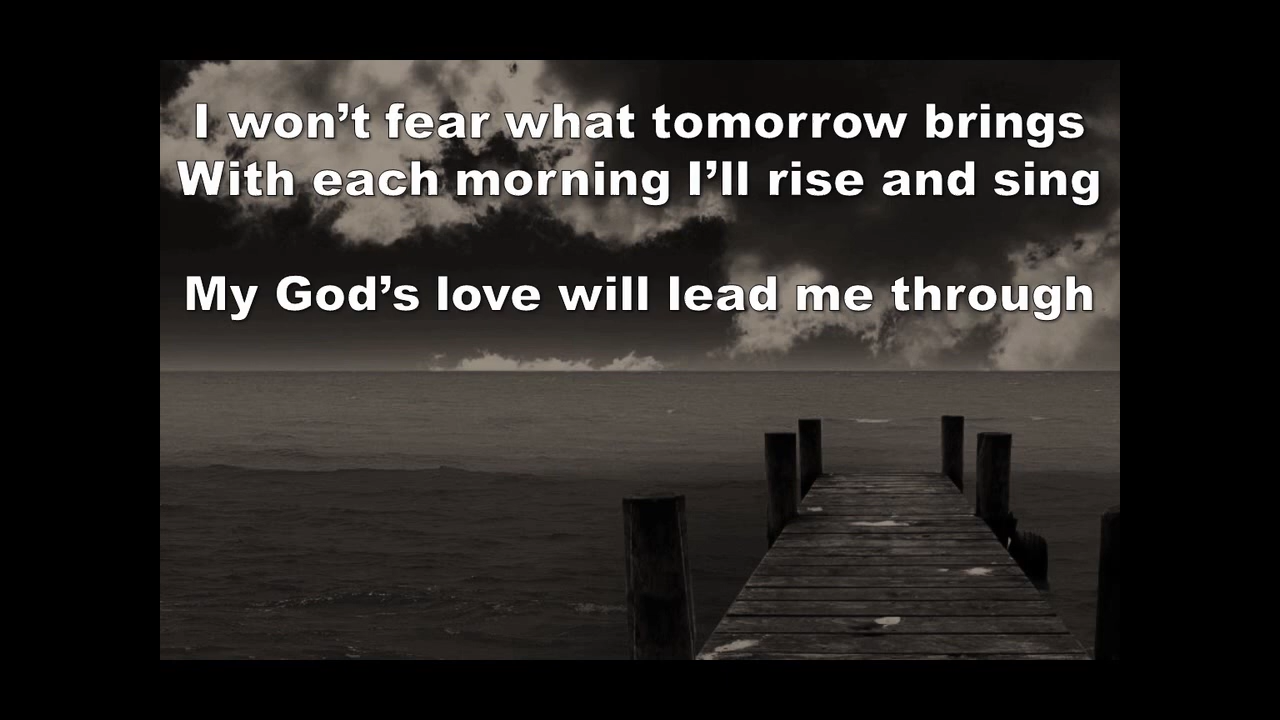 I won’t fear what tomorrow brings
With each morning I’ll rise and sing
My God’s love will lead me through